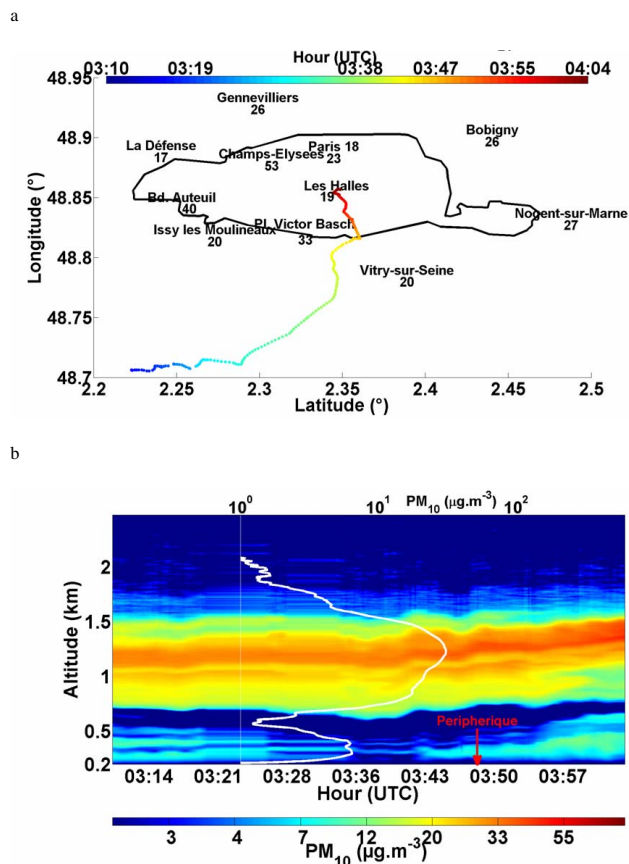 a
Hour (UTC)
03:10 03:19 03:38 03:47 03:55 04:04
48.95
Gennevilliers
26
48.9
Bobigny
26
La Défense
17
Paris 18
23
Champs-Elysees
53
48.85
Les Halles
19
Bd. Auteuil
40
Nogent-sur-Marne
27
Pl. Victor Basch
33
Issy les Moulineaux
20
48.8
Vitry-sur-Seine
20
48.75
48.7
Longitude (°)
2.2 2.25 2.3 2.35 2.4 2.45 2.5
Latitude (°)
b
10⁰ 10¹ PM₁₀ (µg.m⁻³) 10²
2
1.5
1
0.5
0.2
Altitude (km)
Peripherique
03:14 03:21 03:28 03:36 03:43 03:50 03:57
Hour (UTC)
3 4 7 12 20 33 55
PM₁₀ (µg.m⁻³)